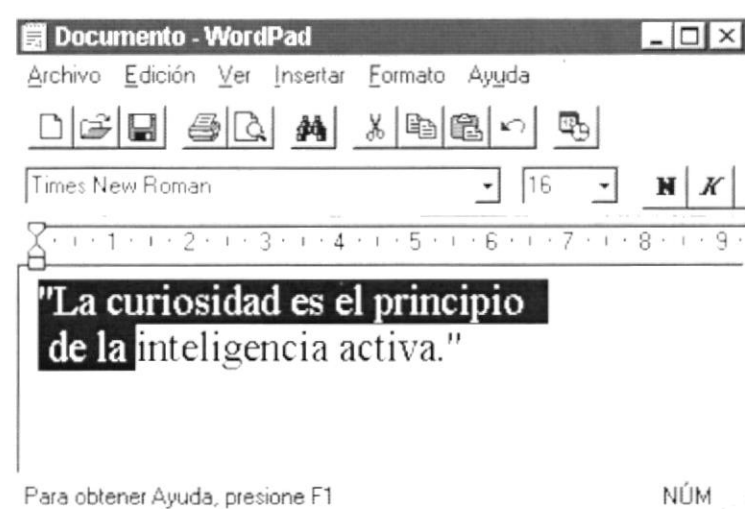 Documento - WordPad
Archivo Edición Ver Insertar Formato Ayuda
Times New Roman 16 N K
1 2 3 4 5 6 7 8 9
"La curiosidad es el principio
de la inteligencia activa."
Para obtener Ayuda, presione F1 NÚM